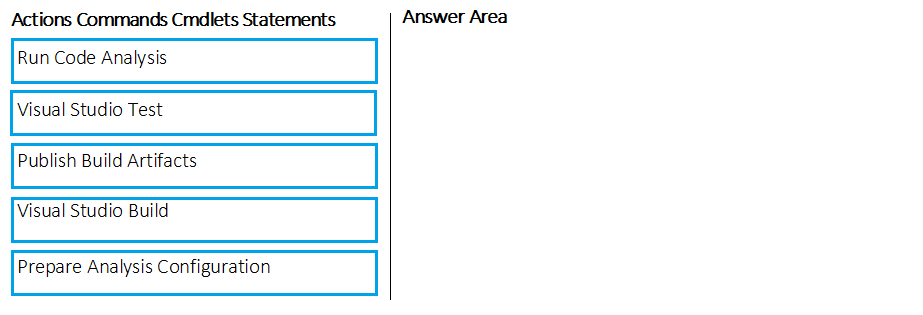 Actions Commands Cmdlets Statements
Answer Area
Run Code Analysis
Visual Studio Test
Publish Build Artifacts
Visual Studio Build
Prepare Analysis Configuration